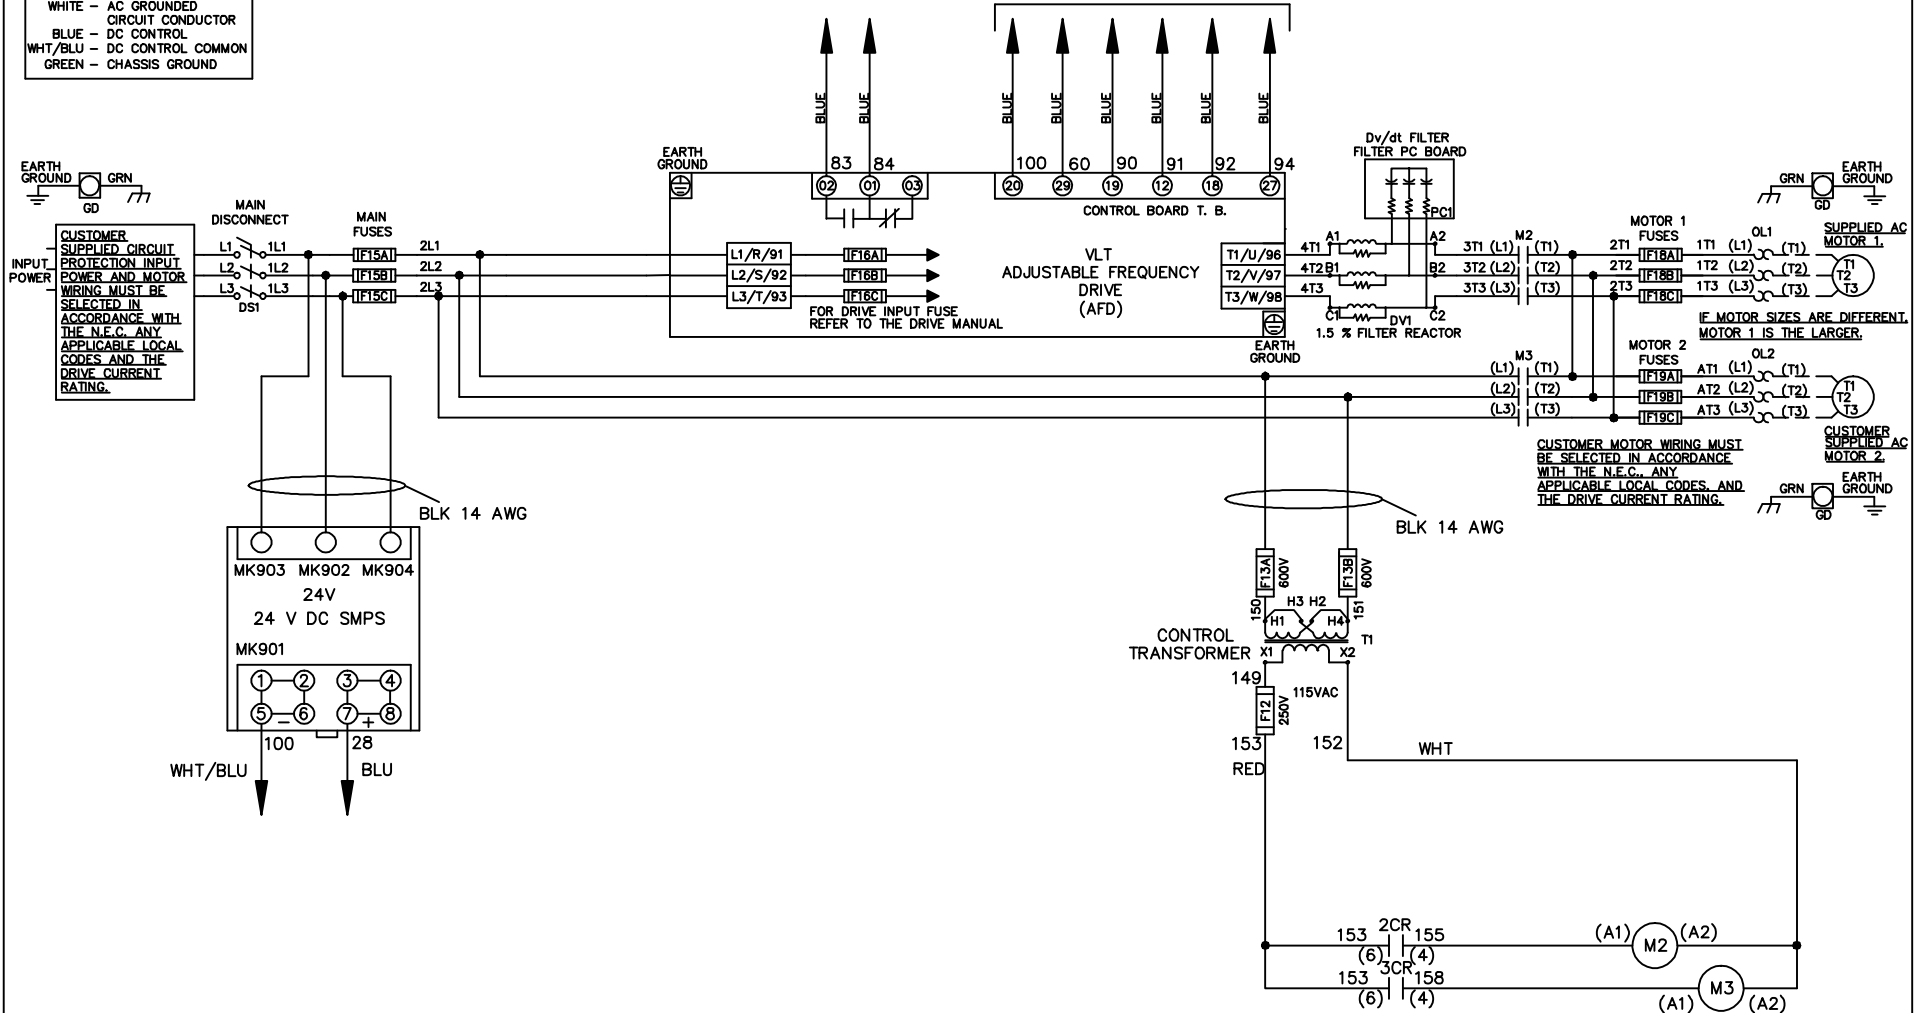 WHITE – AC GROUNDED
CIRCUIT CONDUCTOR
BLUE – DC CONTROL
WHT/BLU – DC CONTROL COMMON
GREEN – CHASSIS GROUND
BLUE
BLUE
BLUE
BLUE
BLUE
BLUE
BLUE
BLUE
83
84
100
60
90
91
92
94
02
01
03
20
29
19
12
18
27
CONTROL BOARD T. B.
EARTH
GROUND
EARTH
GROUND
GRN
GD
MAIN
DISCONNECT
MAIN
FUSES
INPUT
POWER
CUSTOMER
SUPPLIED CIRCUIT
PROTECTION INPUT
POWER AND MOTOR
WIRING MUST BE
SELECTED IN
ACCORDANCE WITH
THE N.E.C. ANY
APPLICABLE LOCAL
CODES AND THE
DRIVE CURRENT
RATING.
L1 1L1 F15A 2L1
L2 1L2 F15B 2L2
L3 1L3 F15C 2L3
DS1
L1/R/91 F16A
L2/S/92 F16B
L3/T/93 F16C
FOR DRIVE INPUT FUSE
REFER TO THE DRIVE MANUAL
VLT
ADJUSTABLE FREQUENCY
DRIVE
(AFD)
T1/U/96
T2/V/97
T3/W/98
EARTH
GROUND
Dv/dt FILTER
FILTER PC BOARD
PC1
4T1 A1 A2
4T2 B1 B2
4T3 C1 C2
DV1
1.5 % FILTER REACTOR
M2
3T1 (L1) (T1)
3T2 (L2) (T2)
3T3 (L3) (T3)
MOTOR 1
FUSES
2T1 F18A 1T1 (L1) (T1)
2T2 F18B 1T2 (L2) (T2)
2T3 F18C 1T3 (L3) (T3)
OL1
GRN
EARTH
GROUND
GD
SUPPLIED AC
MOTOR 1.
T1
T2
T3
IF MOTOR SIZES ARE DIFFERENT,
MOTOR 1 IS THE LARGER.
M3
(L1) (T1)
(L2) (T2)
(L3) (T3)
MOTOR 2
FUSES
OL2
F19A AT1 (L1) (T1)
F19B AT2 (L2) (T2)
F19C AT3 (L3) (T3)
T1
T2
T3
CUSTOMER
SUPPLIED AC
MOTOR 2.
CUSTOMER MOTOR WIRING MUST
BE SELECTED IN ACCORDANCE
WITH THE N.E.C., ANY
APPLICABLE LOCAL CODES, AND
THE DRIVE CURRENT RATING.
GRN
EARTH
GROUND
GD
BLK 14 AWG
BLK 14 AWG
MK903 MK902 MK904
24V
24 V DC SMPS
MK901
1 2 3 4
5 6 7 8
– +
100 28
WHT/BLU BLU
F13A
600V
F13B
600V
150
151
H3 H2
H1 H4
T1
CONTROL
TRANSFORMER
X1 X2
149
115VAC
F12
250V
153 152
RED
WHT
2CR
153 155
(6) (4)
(A1) M2 (A2)
3CR
153 158
(6) (4)
(A1) M3 (A2)